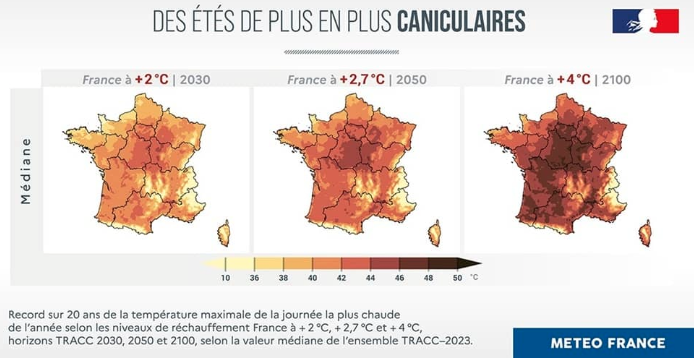 DES ÉTÉS DE PLUS EN PLUS CANICULAIRES
France à +2 °C | 2030
France à +2,7 °C | 2050
France à +4 °C | 2100
Médiane
10 36 38 40 42 44 46 48 50 °C
Record sur 20 ans de la température maximale de la journée la plus chaude
de l'année selon les niveaux de réchauffement France à + 2 °C, + 2,7 °C et + 4 °C,
horizons TRACC 2030, 2050 et 2100, selon la valeur médiane de l'ensemble TRACC–2023.
METEO FRANCE